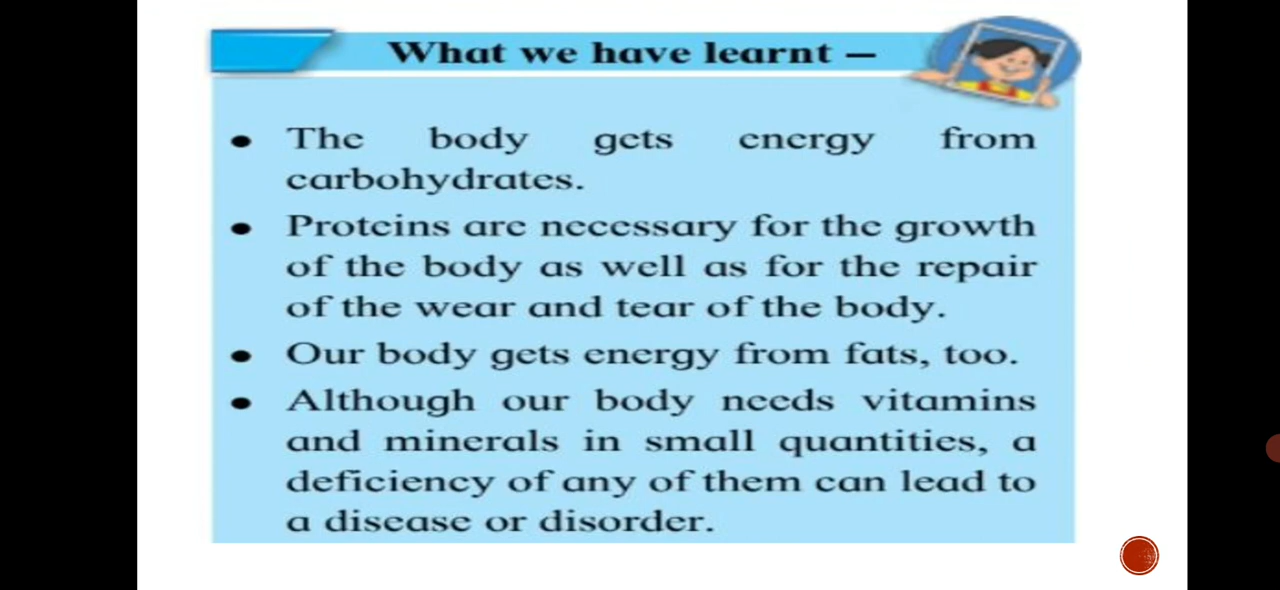 What we have learnt –
• The body gets energy from
carbohydrates.
• Proteins are necessary for the growth
of the body as well as for the repair
of the wear and tear of the body.
• Our body gets energy from fats, too.
• Although our body needs vitamins
and minerals in small quantities, a
deficiency of any of them can lead to
a disease or disorder.